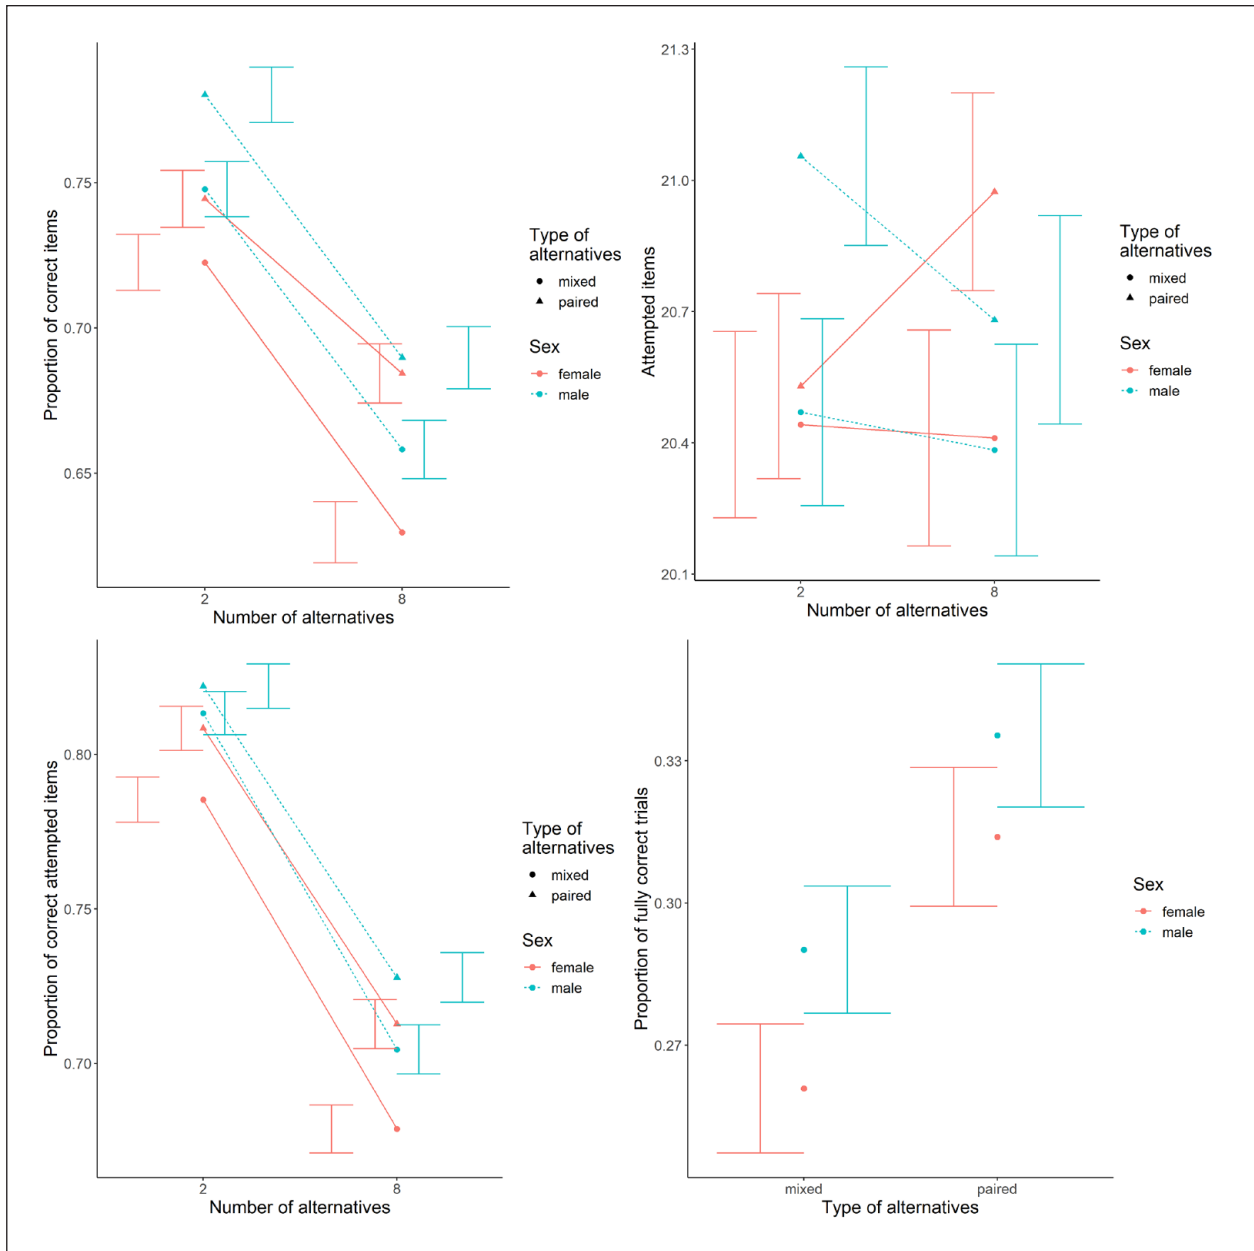 Proportion of correct items
0.75
0.70
0.65
2
8
Number of alternatives
Type of
alternatives
mixed
paired
Sex
female
male
Attempted items
21.3
21.0
20.7
20.4
20.1
2
8
Number of alternatives
Type of
alternatives
mixed
paired
Sex
female
male
Proportion of correct attempted items
0.80
0.75
0.70
2
8
Number of alternatives
Type of
alternatives
mixed
paired
Sex
female
male
Proportion of fully correct trials
0.33
0.30
0.27
mixed
paired
Type of alternatives
Sex
female
male